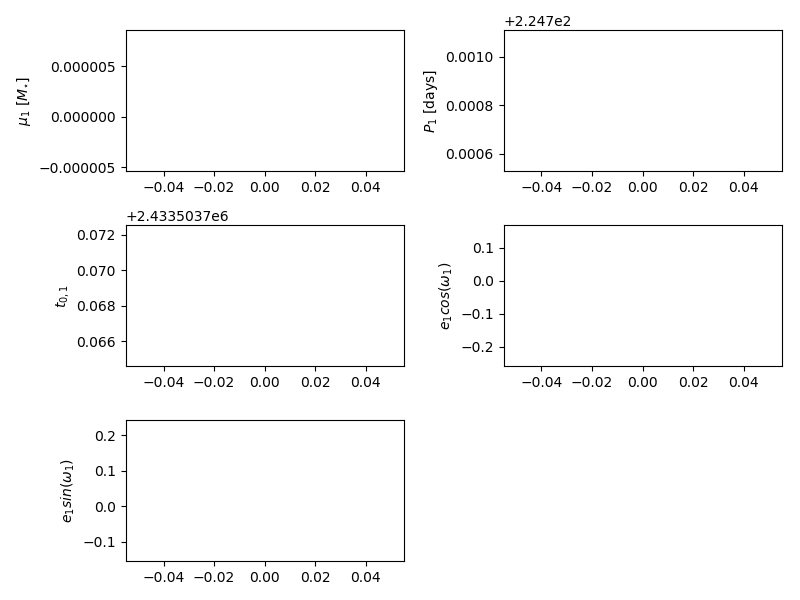 μ₁ [M⋆]
0.000005
0.000000
−0.000005
−0.04 −0.02 0.00 0.02 0.04
+2.247e2
P₁ [days]
0.0010
0.0008
0.0006
−0.04 −0.02 0.00 0.02 0.04
+2.4335037e6
t₀,₁
0.072
0.070
0.068
0.066
−0.04 −0.02 0.00 0.02 0.04
e₁cos(ω₁)
0.1
0.0
−0.1
−0.2
−0.04 −0.02 0.00 0.02 0.04
e₁sin(ω₁)
0.2
0.1
0.0
−0.1
−0.04 −0.02 0.00 0.02 0.04